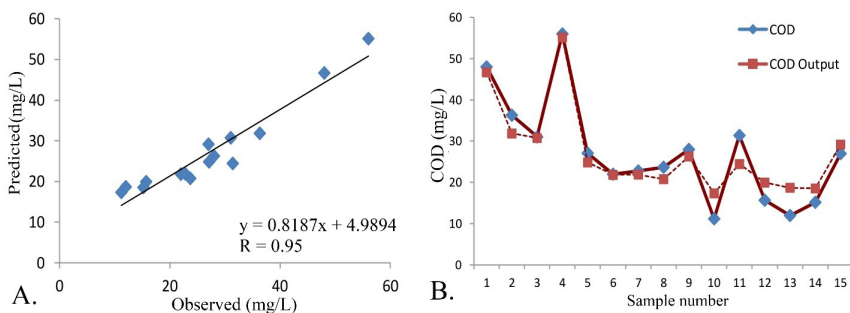 60
50
40
30
20
10
0
Predicted(mg/L)
y = 0.8187x + 4.9894
R = 0.95
0 20 40 60
Observed (mg/L)
A.
60
50
40
30
20
10
0
COD (mg/L)
COD
COD Output
1 2 3 4 5 6 7 8 9 10 11 12 13 14 15
Sample number
B.